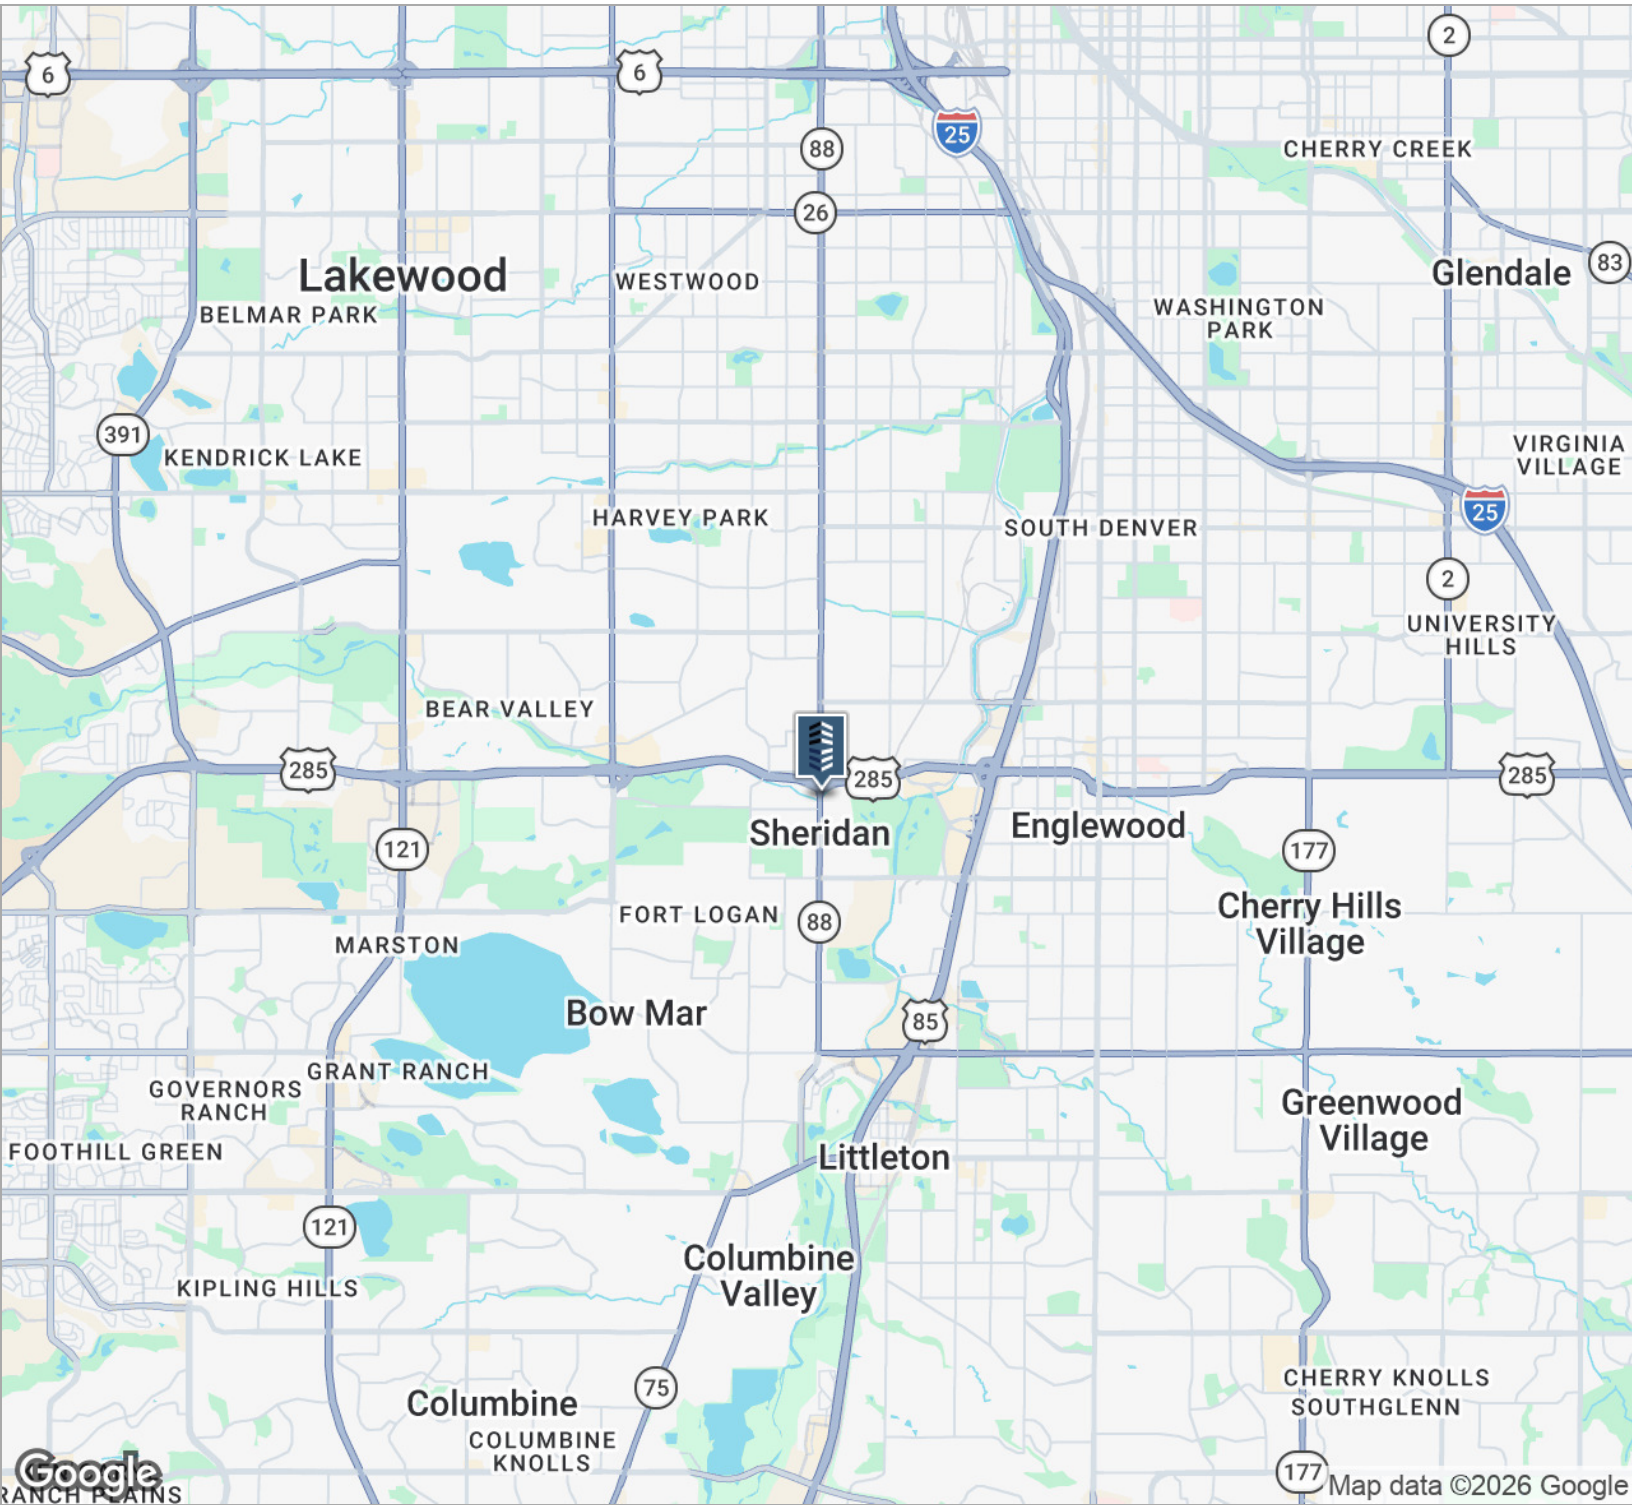 2
6
6
25
88
CHERRY CREEK
26
83
Lakewood
WESTWOOD
Glendale
BELMAR PARK
WASHINGTON
PARK
391
KENDRICK LAKE
VIRGINIA
VILLAGE
HARVEY PARK
25
SOUTH DENVER
2
UNIVERSITY
HILLS
BEAR VALLEY
285
285
285
Sheridan
Englewood
121
177
Cherry Hills
Village
FORT LOGAN
88
MARSTON
Bow Mar
85
GRANT RANCH
GOVERNORS
RANCH
Greenwood
Village
FOOTHILL GREEN
Littleton
121
Columbine
Valley
KIPLING HILLS
75
CHERRY KNOLLS
SOUTHGLENN
Columbine
COLUMBINE
KNOLLS
Google
177
Map data ©2026 Google
RANCH PLAINS